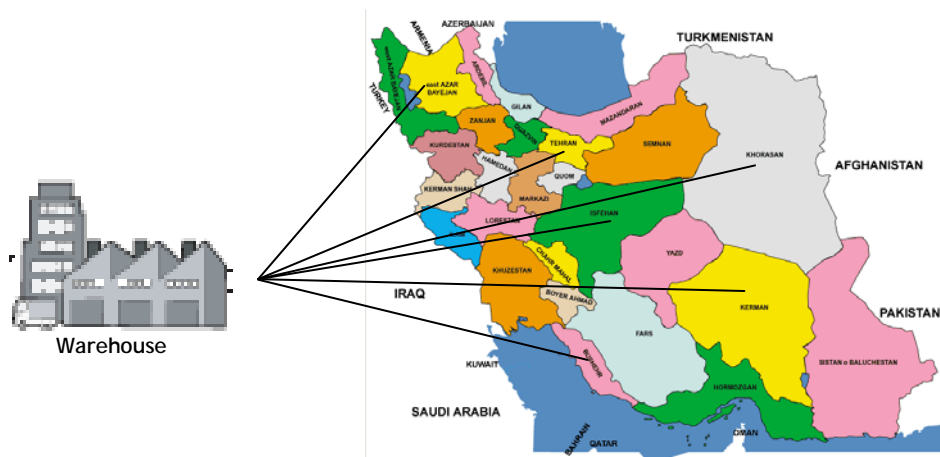 AZERBAIJAN
ARMENIA
TURKMENISTAN
east AZAR BAYEJAN
ARDEBIL
east AZAR
BAYEJAN
TURKEY
GILAN
MAZANDARAN
ZANJAN
QUAZVIN
TEHRAN
SEMNAN
KURDESTAN
HAMEDAN
KHORASAN
AFGHANISTAN
QUOM
KERMAN SHAH
MARKAZI
ISFEHAN
LORESTAN
CHAHR MAHAL
YAZD
KHUZESTAN
IRAQ
BOYER AHMAD
KERMAN
PAKISTAN
FARS
Warehouse
BUSHEHR
KUWAIT
SISTAN o BALUCHESTAN
HORMOZGAN
SAUDI ARABIA
BAHRAIN
QATAR
OMAN